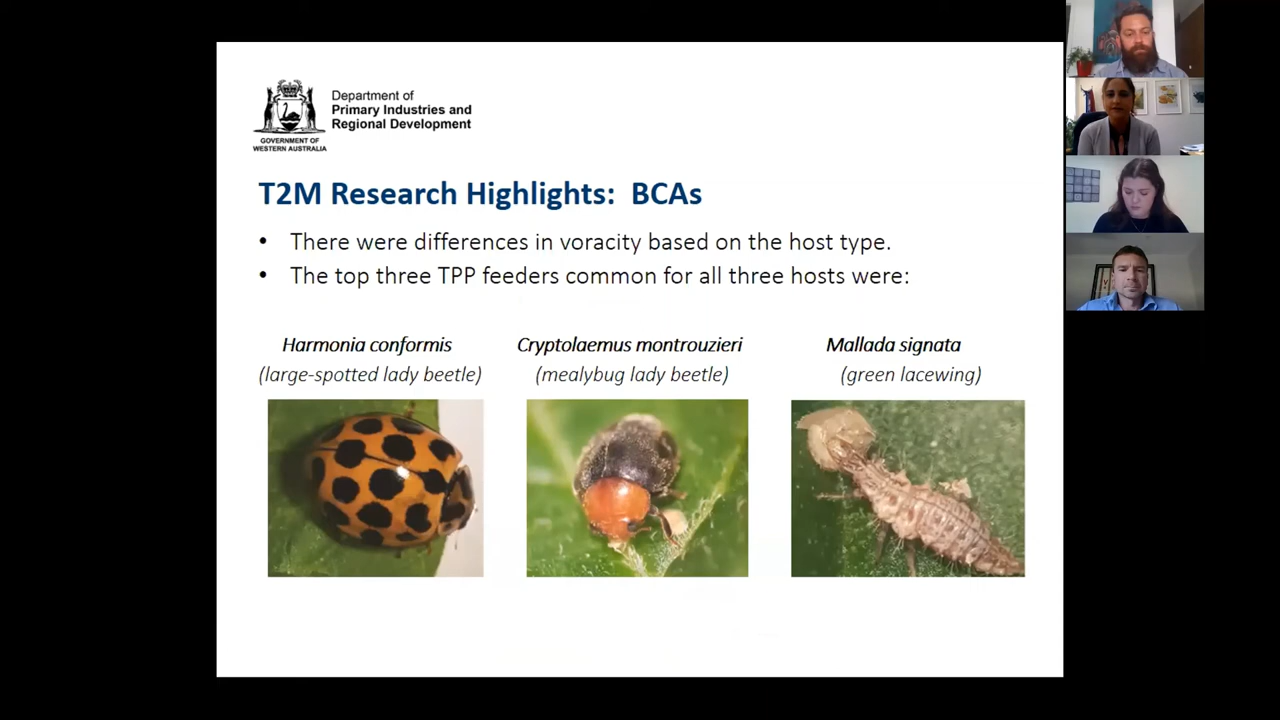 Department of
Primary Industries and
Regional Development
GOVERNMENT OF
WESTERN AUSTRALIA
T2M Research Highlights: BCAs
• There were differences in voracity based on the host type.
• The top three TPP feeders common for all three hosts were:
Harmonia conformis
(large-spotted lady beetle)
Cryptolaemus montrouzieri
(mealybug lady beetle)
Mallada signata
(green lacewing)